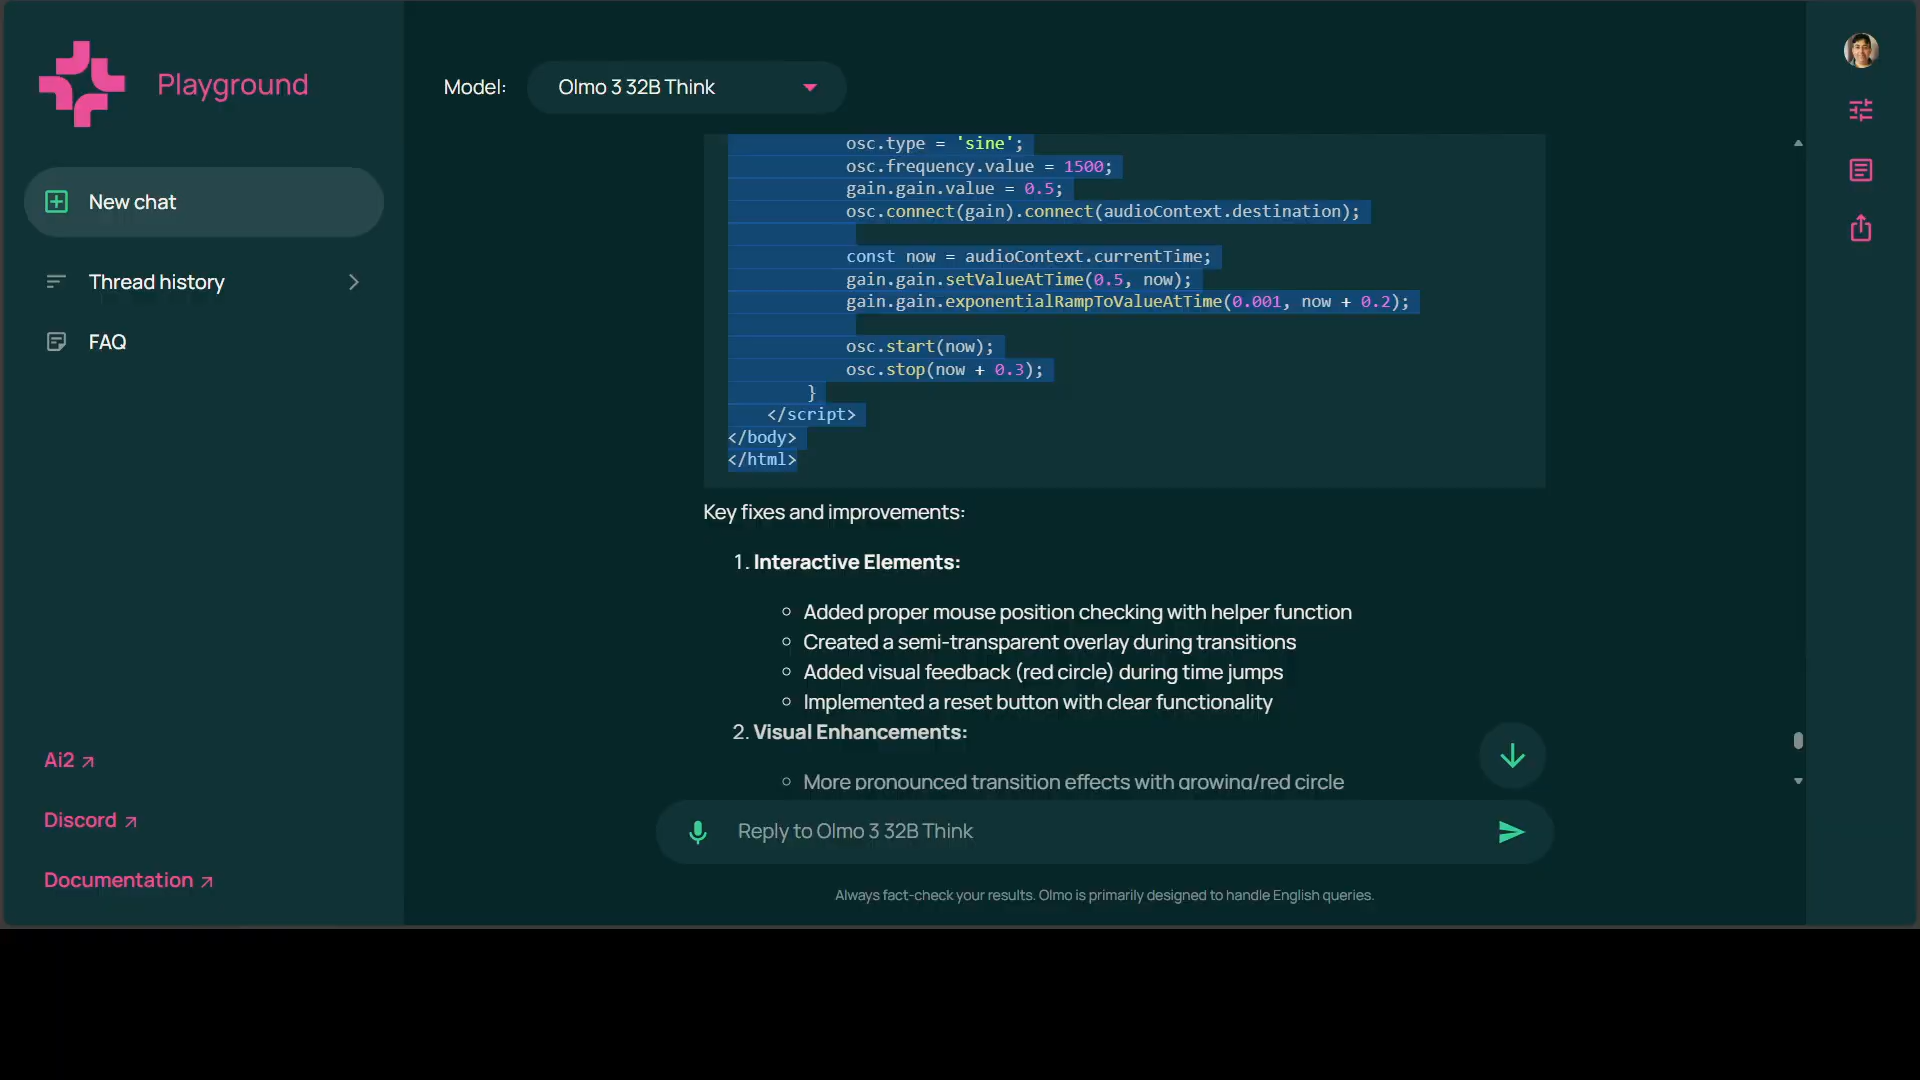 Playground
New chat
Thread history
FAQ
Ai2
Discord
Documentation
Model:
Olmo 3 32B Think
osc.type = 'sine';
osc.frequency.value = 1500;
gain.gain.value = 0.5;
osc.connect(gain).connect(audioContext.destination);
const now = audioContext.currentTime;
gain.gain.setValueAtTime(0.5, now);
gain.gain.exponentialRampToValueAtTime(0.001, now + 0.2);
osc.start(now);
osc.stop(now + 0.3);
}
</script>
</body>
</html>
Key fixes and improvements:
1. Interactive Elements:
Added proper mouse position checking with helper function
Created a semi-transparent overlay during transitions
Added visual feedback (red circle) during time jumps
Implemented a reset button with clear functionality
2. Visual Enhancements:
More pronounced transition effects with growing/red circle
Reply to Olmo 3 32B Think
Always fact-check your results. Olmo is primarily designed to handle English queries.